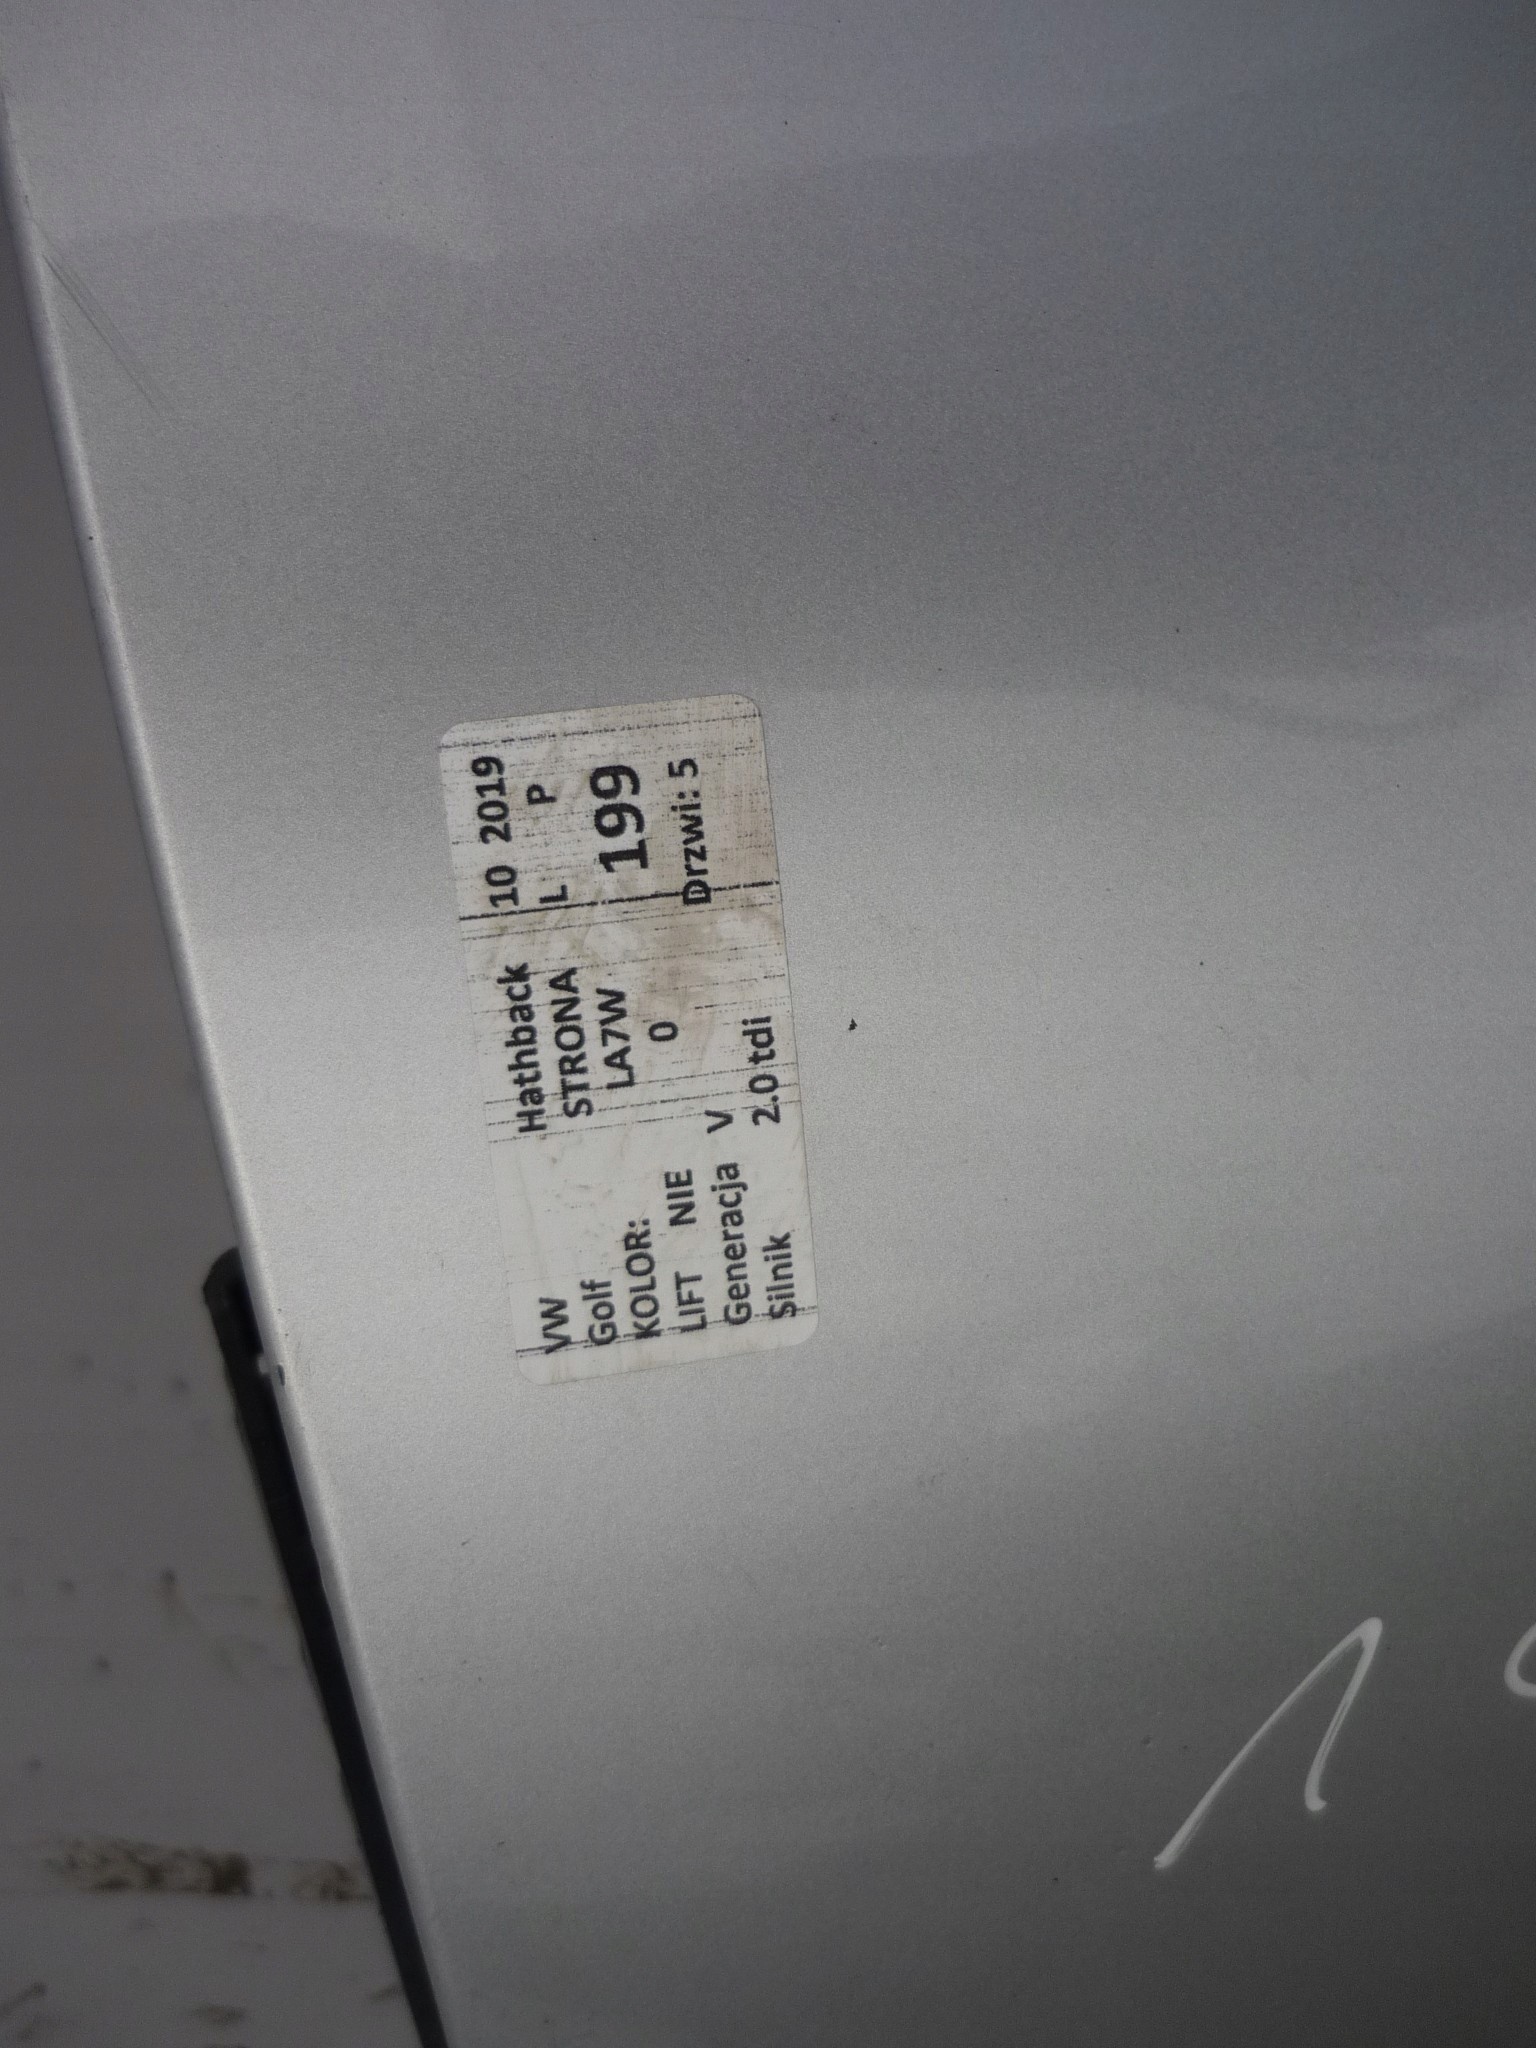 VW Hathback 10 2019
Golf STRONA L P
KOLOR: LA7W 199
LIFT NIE 0
Generacja V Drzwi: 5
Silnik 2.0 tdi
1